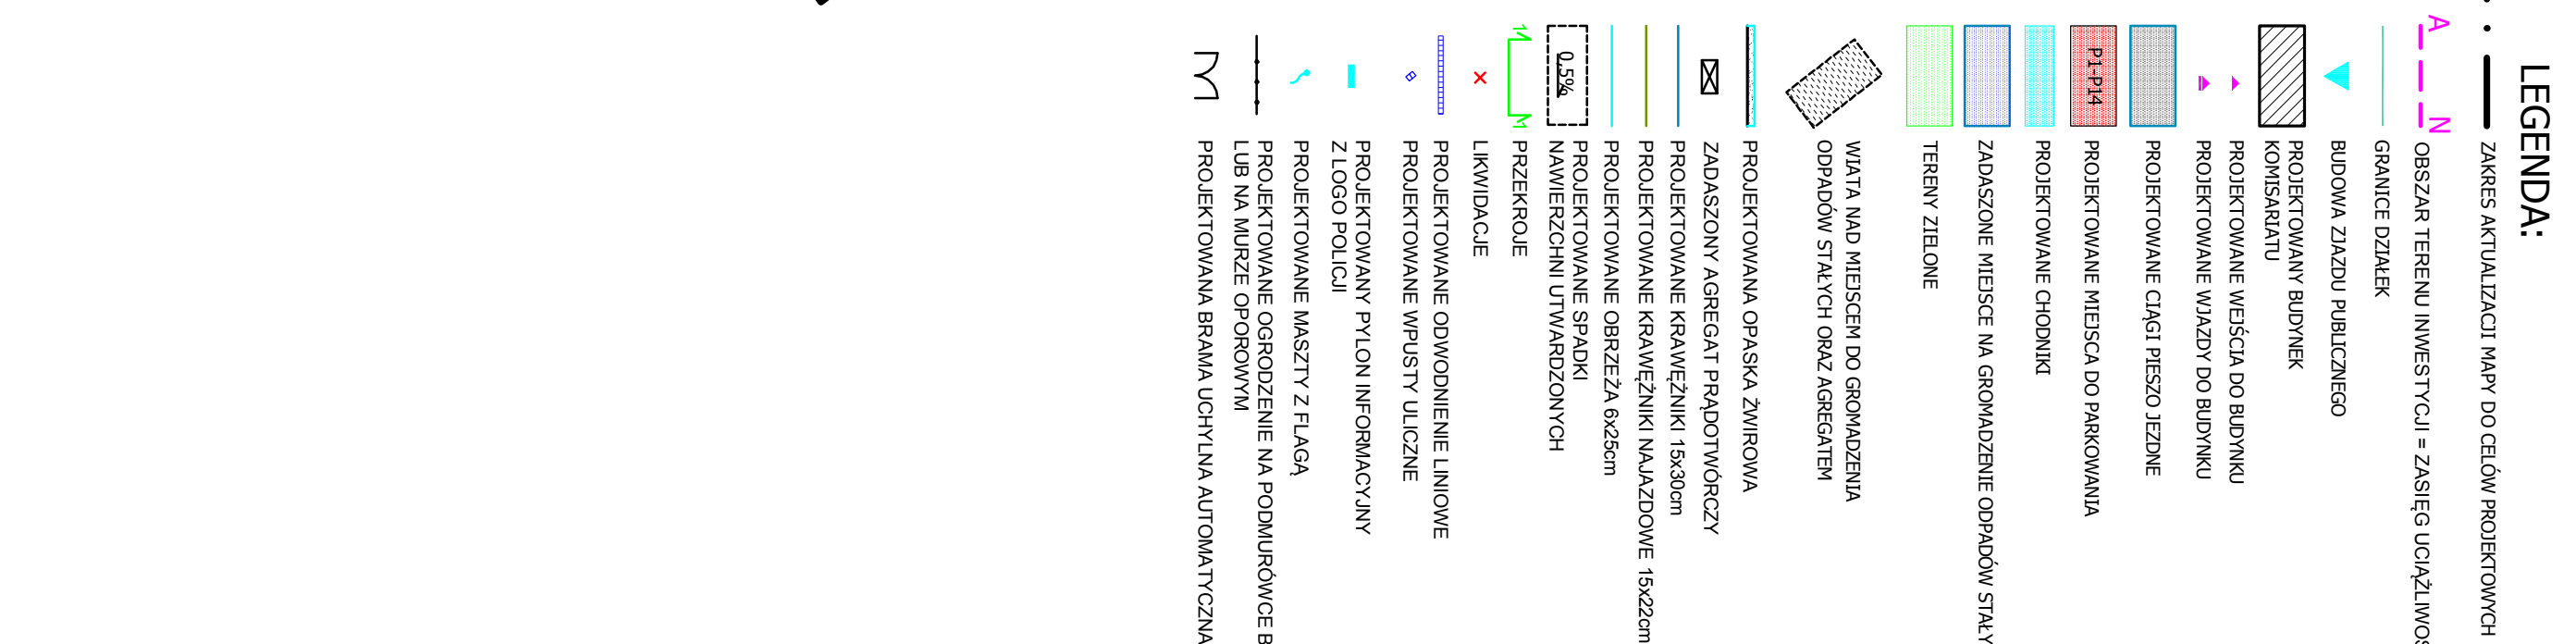 LEGENDA:
ZAKRES AKTUALIZACJI MAPY DO CELÓW PROJEKTOWYCH
A N
OBSZAR TERENU INWESTYCJI = ZASIĘG UCIĄŻLIWOŚ
GRANICE DZIAŁEK
BUDOWA ZJAZDU PUBLICZNEGO
PROJEKTOWANY BUDYNEK
KOMISARIATU
PROJEKTOWANE WEJŚCIA DO BUDYNKU
PROJEKTOWANE WJAZDY DO BUDYNKU
PROJEKTOWANE CIĄGI PIESZO JEZDNE
P1-P14
PROJEKTOWANE MIEJSCA DO PARKOWANIA
PROJEKTOWANE CHODNIKI
ZADASZONE MIEJSCE NA GROMADZENIE ODPADÓW STAŁY
TERENY ZIELONE
WIATA NAD MIEJSCEM DO GROMADZENIA
ODPADÓW STAŁYCH ORAZ AGREGATEM
PROJEKTOWANA OPASKA ŻWIROWA
ZADASZONY AGREGAT PRĄDOTWÓRCZY
PROJEKTOWANE KRAWĘŻNIKI 15x30cm
PROJEKTOWANE KRAWĘŻNIKI NAJAZDOWE 15x22cm
PROJEKTOWANE OBRZEŻA 6x25cm
0,5%
PROJEKTOWANE SPADKI
NAWIERZCHNI UTWARDZONYCH
PRZEKROJE
LIKWIDACJE
PROJEKTOWANE ODWODNIENIE LINIOWE
PROJEKTOWANE WPUSTY ULICZNE
PROJEKTOWANY PYLON INFORMACYJNY
Z LOGO POLICJI
PROJEKTOWANE MASZTY Z FLAGĄ
PROJEKTOWANE OGRODZENIE NA PODMURÓWCE B
LUB NA MURZE OPOROWYM
PROJEKTOWANA BRAMA UCHYLNA AUTOMATYCZNA